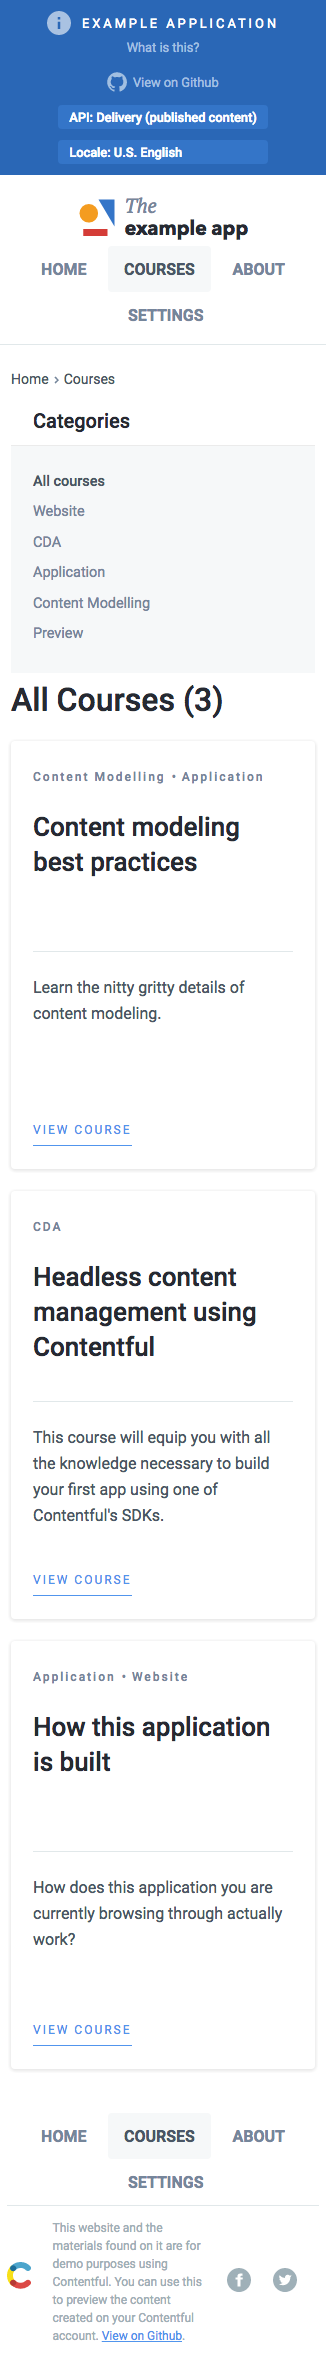 EXAMPLE APPLICATION
What is this?
View on Github
API: Delivery (published content)
Locale: U.S. English
The
example app
HOME COURSES ABOUT
SETTINGS
Home > Courses
Categories
All courses
Website
CDA
Application
Content Modelling
Preview
All Courses (3)
Content Modelling • Application
Content modeling
best practices
Learn the nitty gritty details of
content modeling.
VIEW COURSE
CDA
Headless content
management using
Contentful
This course will equip you with all
the knowledge necessary to build
your first app using one of
Contentful's SDKs.
VIEW COURSE
Application • Website
How this application
is built
How does this application you are
currently browsing through actually
work?
VIEW COURSE
HOME COURSES ABOUT
SETTINGS
This website and the
materials found on it are for
demo purposes using
Contentful. You can use this
to preview the content
created on your Contentful
account. View on Github.